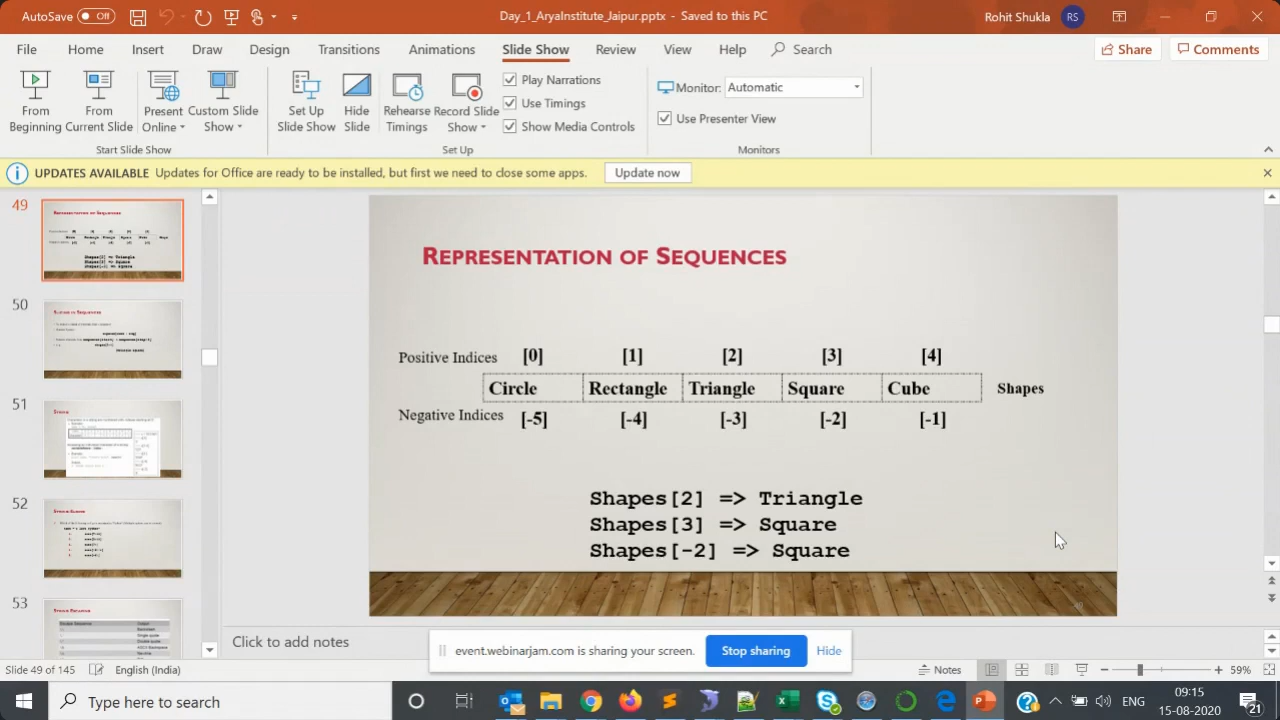 AutoSave Off Day_1_AryaInstitute_Jaipur.pptx - Saved to this PC Rohit Shukla RS
File Home Insert Draw Design Transitions Animations Slide Show Review View Help Search Share Comments
From Beginning
From Current Slide
Present Online
Custom Slide Show
Set Up Slide Show
Hide Slide
Rehearse Timings
Record Slide Show
Play Narrations
Use Timings
Show Media Controls
Monitor: Automatic
Use Presenter View
Start Slide Show Set Up Monitors
UPDATES AVAILABLE Updates for Office are ready to be installed, but first we need to close some apps. Update now
49
50
51
52
53
REPRESENTATION OF SEQUENCES
Positive Indices [0] [1] [2] [3] [4]
Circle Rectangle Triangle Square Cube Shapes
Negative Indices [-5] [-4] [-3] [-2] [-1]
Shapes[2] => Triangle
Shapes[3] => Square
Shapes[-2] => Square
Click to add notes
event.webinarjam.com is sharing your screen. Stop sharing Hide
Slide 49 of 145 English (India) Notes 59%
Type here to search ENG 09:15
15-08-2020 21